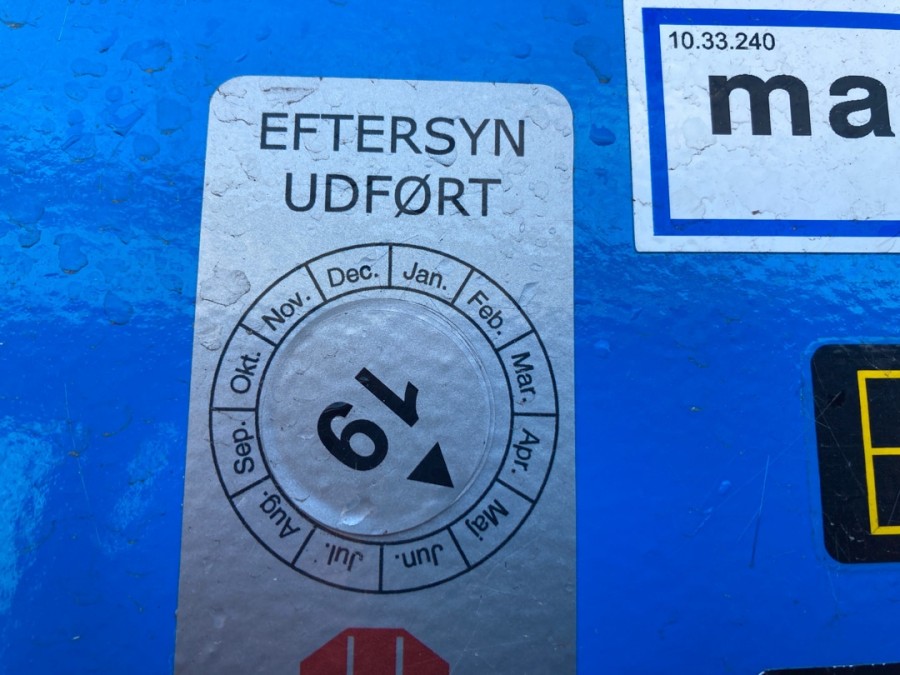 EFTERSYN
UDFØRT
Jan.
Feb.
Mar.
Apr.
Maj
Jun.
Jul.
Aug.
Sep.
Okt.
Nov.
Dec.
19
10.33.240
ma